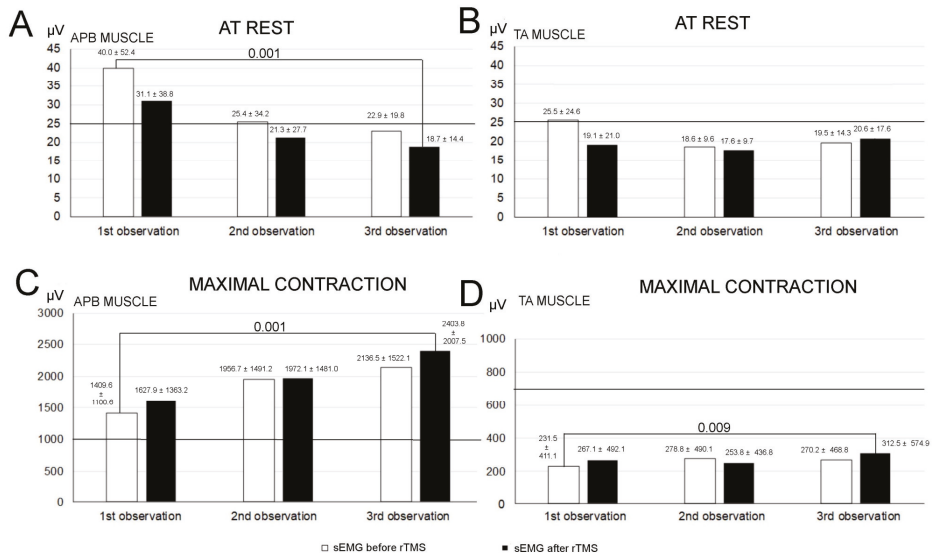 A
AT REST
µV
APB MUSCLE
45
40
35
30
25
20
15
10
5
0
40.0 ± 52.4
0.001
31.1 ± 38.8
25.4 ± 34.2
21.3 ± 27.7
22.9 ± 19.8
18.7 ± 14.4
1st observation
2nd observation
3rd observation
B
AT REST
µV
TA MUSCLE
45
40
35
30
25
20
15
10
5
0
25.5 ± 24.6
19.1 ± 21.0
18.6 ± 9.6
17.6 ± 9.7
19.5 ± 14.3
20.6 ± 17.6
1st observation
2nd observation
3rd observation
C
MAXIMAL CONTRACTION
µV
APB MUSCLE
3000
2500
2000
1500
1000
500
0
0.001
1409.6
±
1100.6
1627.9 ± 1363.2
1956.7 ± 1491.2
1972.1 ± 1481.0
2136.5 ± 1522.1
2403.8
±
2007.5
1st observation
2nd observation
3rd observation
D
MAXIMAL CONTRACTION
µV
TA MUSCLE
1000
800
600
400
200
0
0.009
231.5
±
411.1
267.1 ± 492.1
278.8 ± 490.1
253.8 ± 436.8
270.2 ± 468.8
312.5 ± 574.9
1st observation
2nd observation
3rd observation
sEMG before rTMS
sEMG after rTMS